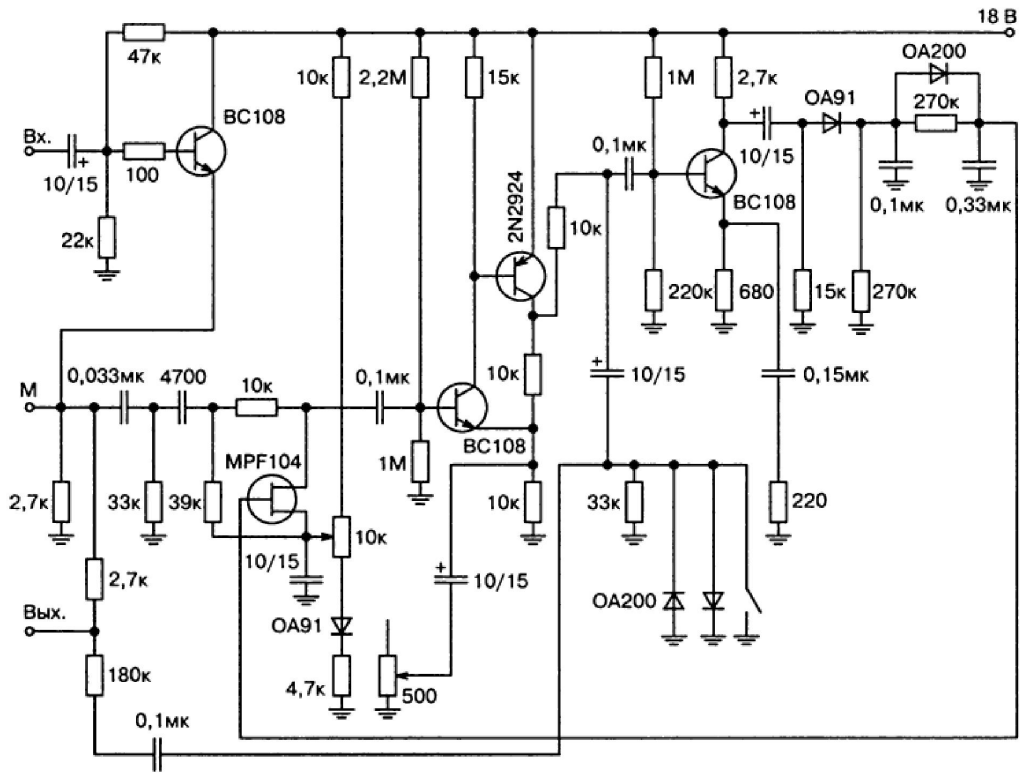 18 В
47к
10к
2,2М
15к
1М
2,7к
OA200
OA91
270к
BC108
Вх.
10/15
100
0,1мк
10/15
BC108
0,1мк
0,33мк
2N2924
10к
22к
220к
680
15к
270к
М
0,033мк
4700
10к
0,1мк
10к
10/15
0,15мк
BC108
MPF104
1М
2,7к
33к
39к
10к
10к
33к
220
10/15
2,7к
10/15
OA200
Вых.
OA91
180к
4,7к
500
0,1мк